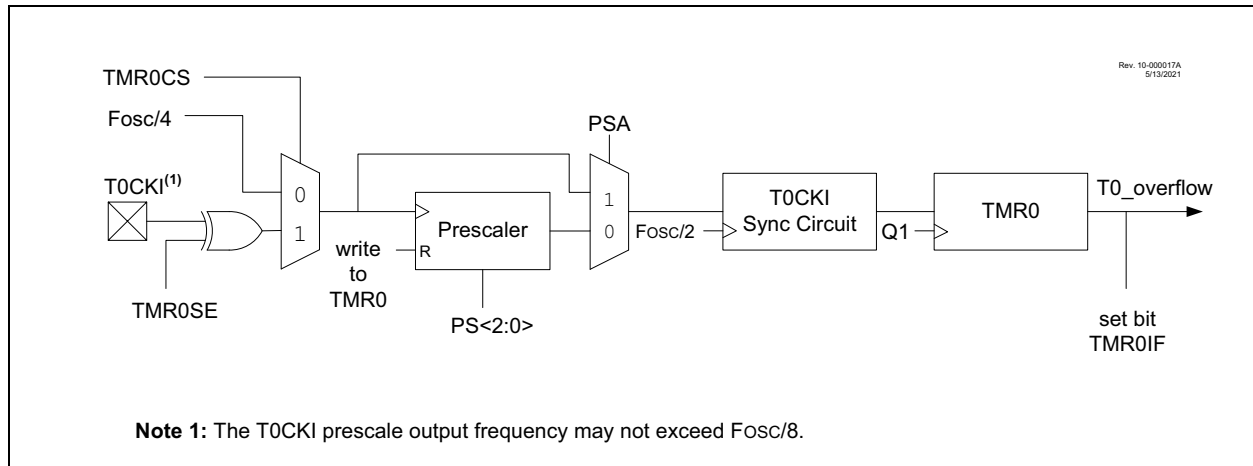 Rev. 10-000017A
5/13/2021
TMR0CS
Fosc/4
PSA
T0CKI(1)
0
1
Prescaler
R
write
to
TMR0
PS<2:0>
TMR0SE
1
0
FOSC/2
T0CKI
Sync Circuit
Q1
TMR0
T0_overflow
set bit
TMR0IF
Note 1: The T0CKI prescale output frequency may not exceed FOSC/8.